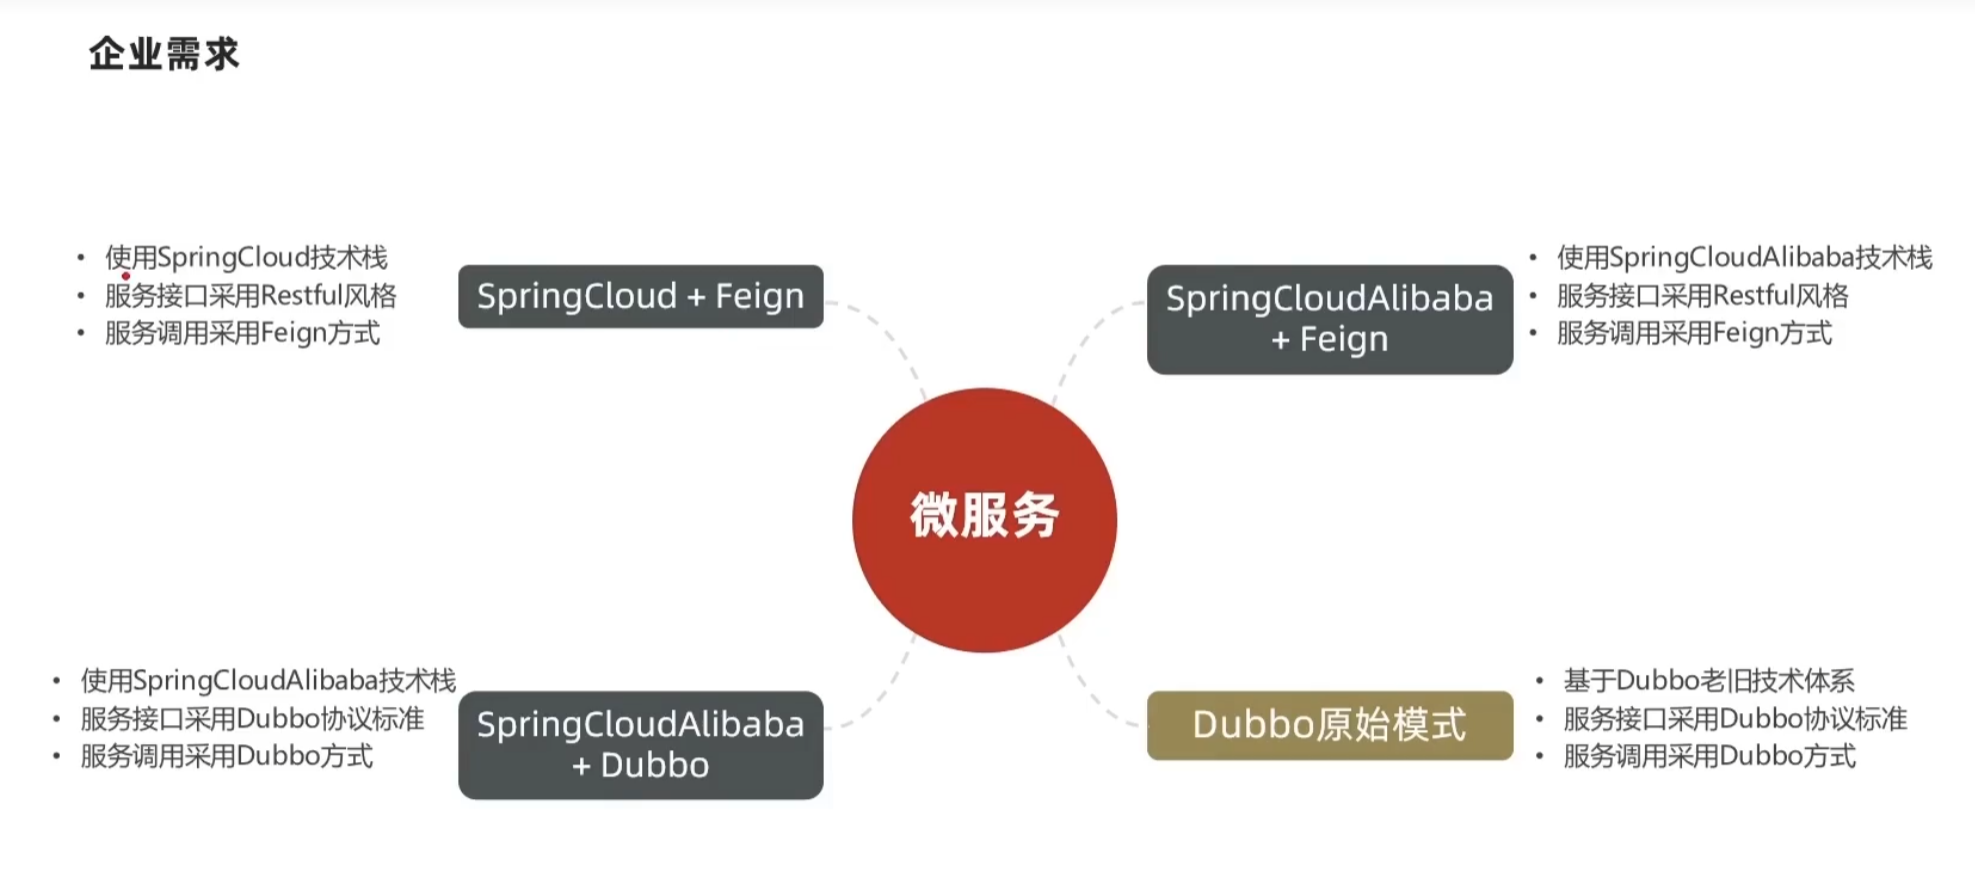 企业需求
使用SpringCloud技术栈
服务接口采用Restful风格
服务调用采用Feign方式
SpringCloud + Feign
SpringCloudAlibaba
+ Feign
使用SpringCloudAlibaba技术栈
服务接口采用Restful风格
服务调用采用Feign方式
微服务
使用SpringCloudAlibaba技术栈
服务接口采用Dubbo协议标准
服务调用采用Dubbo方式
SpringCloudAlibaba
+ Dubbo
Dubbo原始模式
基于Dubbo老旧技术体系
服务接口采用Dubbo协议标准
服务调用采用Dubbo方式